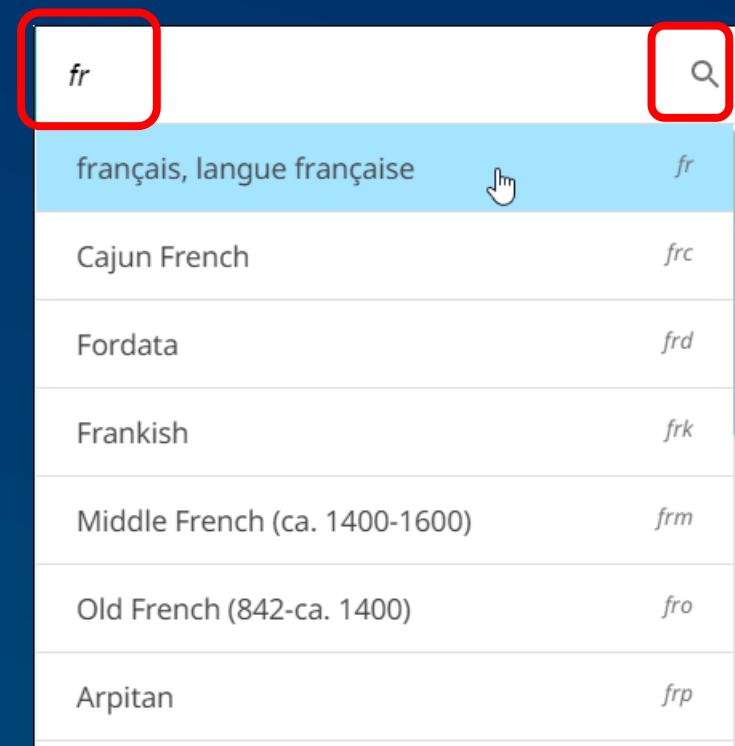 fr
français, langue française fr
Cajun French frc
Fordata frd
Frankish frk
Middle French (ca. 1400-1600) frm
Old French (842-ca. 1400) fro
Arpitan frp